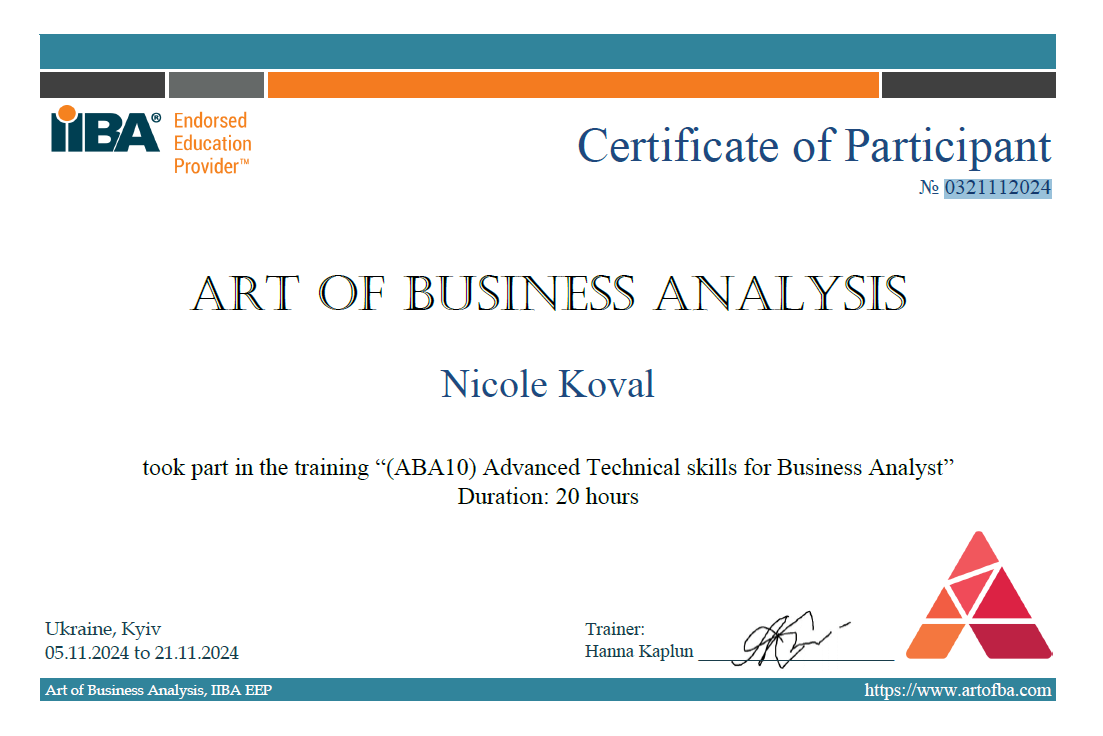 IIBA® Endorsed
Education
Provider™
Certificate of Participant
№ 0321112024
ART OF BUSINESS ANALYSIS
Nicole Koval
took part in the training “(ABA10) Advanced Technical skills for Business Analyst”
Duration: 20 hours
Ukraine, Kyiv
05.11.2024 to 21.11.2024
Trainer:
Hanna Kaplun
Art of Business Analysis, IIBA EEP
https://www.artofba.com